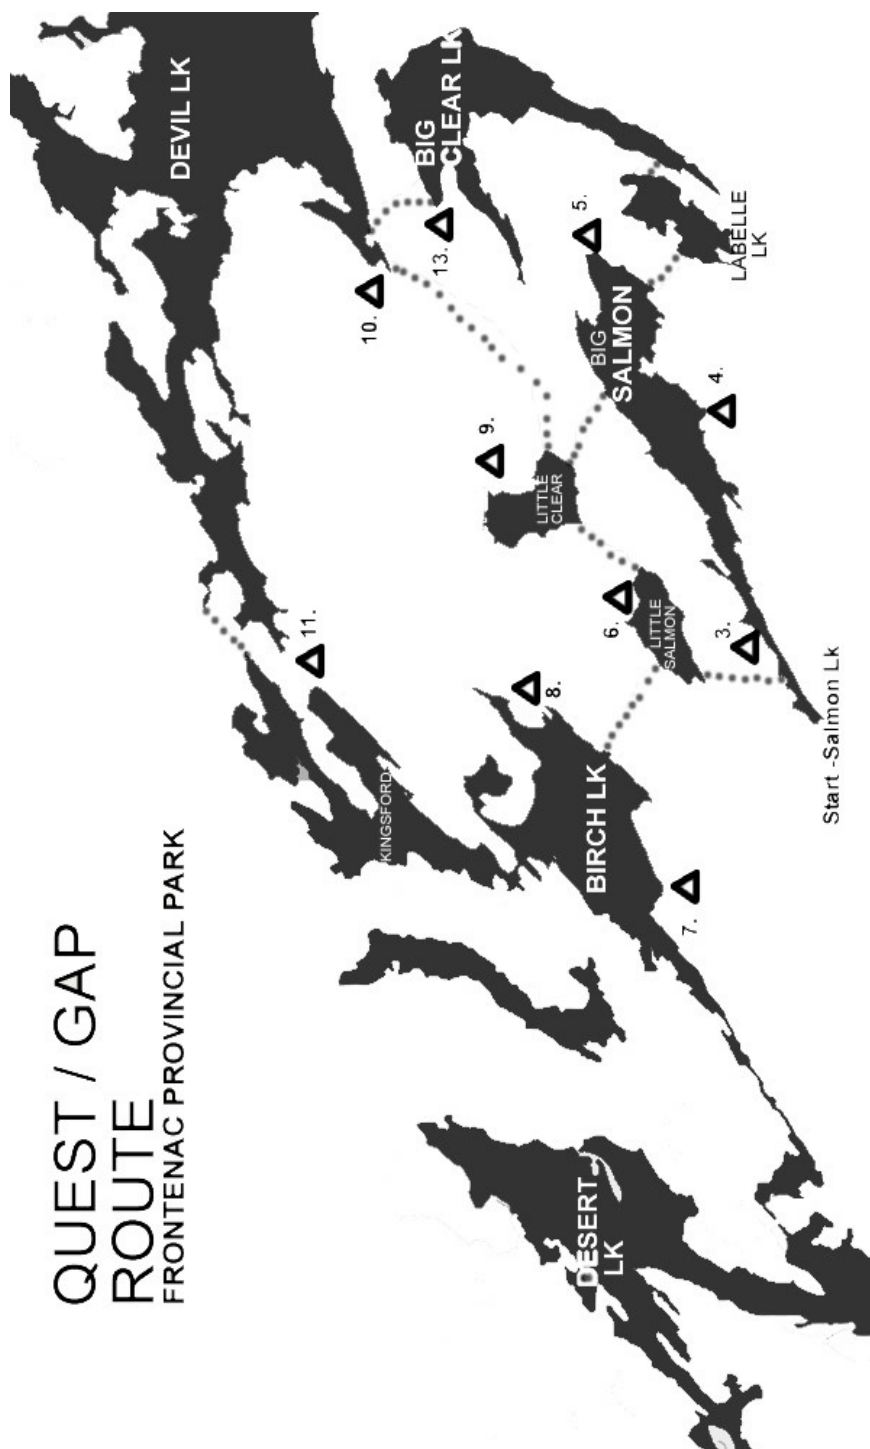 QUEST / GAP
ROUTE
FRONTENAC PROVINCIAL PARK
DEVIL LK
BIG
CLEAR LK
13.
10.
5.
LABELLE
LK
BIG
SALMON
4.
9.
LITTLE
CLEAR
11.
6.
LITTLE
SALMON
3.
8.
KINGSFORD
BIRCH LK
Start -Salmon Lk
7.
DESERT
LK